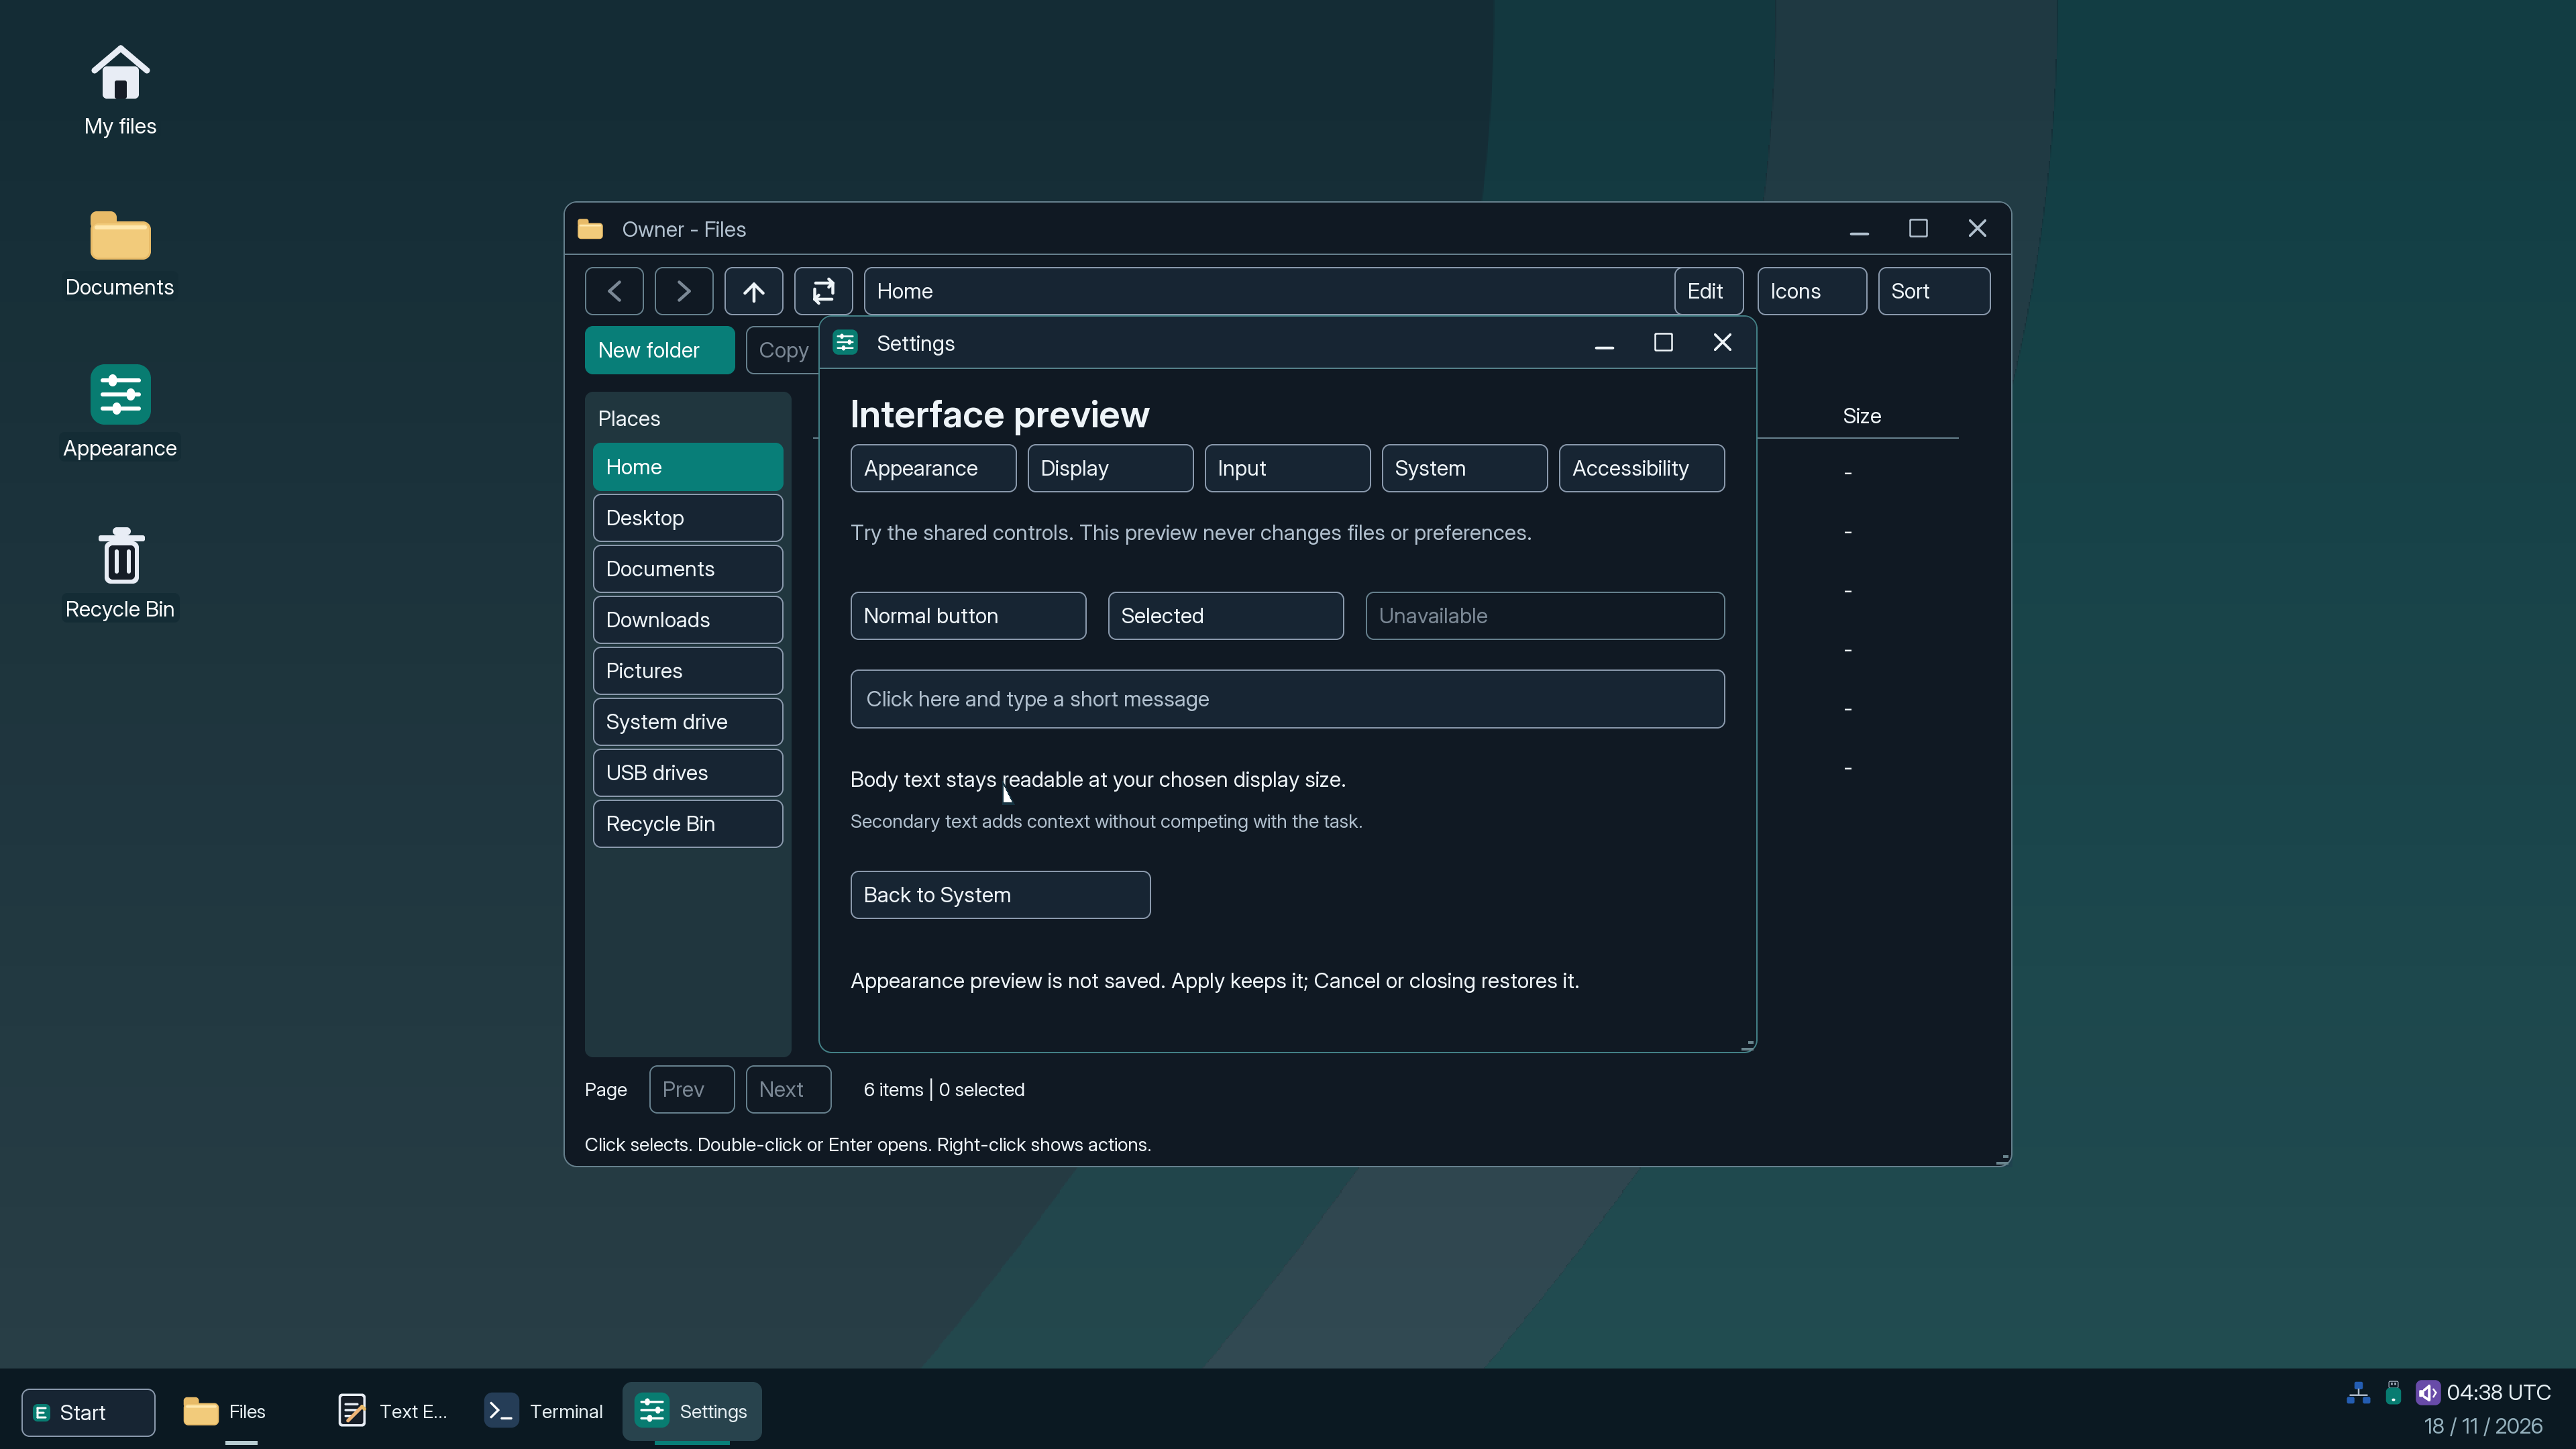 My files
Documents
Appearance
Recycle Bin
Owner - Files
Home
Edit
Icons
Sort
New folder
Copy
Size
Places
Home
Desktop
Documents
Downloads
Pictures
System drive
USB drives
Recycle Bin
-
-
-
-
-
-
Settings
Interface preview
Appearance
Display
Input
System
Accessibility
Try the shared controls. This preview never changes files or preferences.
Normal button
Selected
Unavailable
Click here and type a short message
Body text stays readable at your chosen display size.
Secondary text adds context without competing with the task.
Back to System
Appearance preview is not saved. Apply keeps it; Cancel or closing restores it.
Page
Prev
Next
6 items | 0 selected
Click selects. Double-click or Enter opens. Right-click shows actions.
E Start
Files
Text E...
Terminal
Settings
04:38 UTC
18 / 11 / 2026